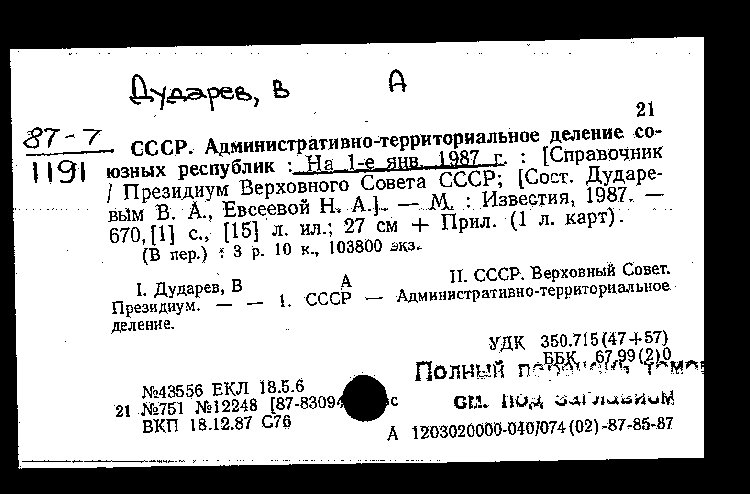 Дударев, В А
21
87-7
1191
СССР. Административно-территориальное деление со-
юзных республик : На 1-е янв. 1987 г. : [Справочник
/ Президиум Верховного Совета СССР; [Сост. Дударе-
вым В. А., Евсеевой Н. А.]. — М. : Известия, 1987. —
670,[1] с., [15] л. ил.; 27 см + Прил. (1 л. карт).
(В пер.) : 3 р. 10 к., 103800 экз.
I. Дударев, В А II. СССР. Верховный Совет.
Президиум. — — 1. СССР — Административно-территориальное
деление.
УДК 350.715(47+57)
ББК 67.99(2)0
Полный перечень томов
см. под заглавием
№43556 ЕКЛ 18.5.6
21 №751 №12248 [87-8309
ВКП 18.12.87 С76
А 1203020000-040/074(02)-87-85-87